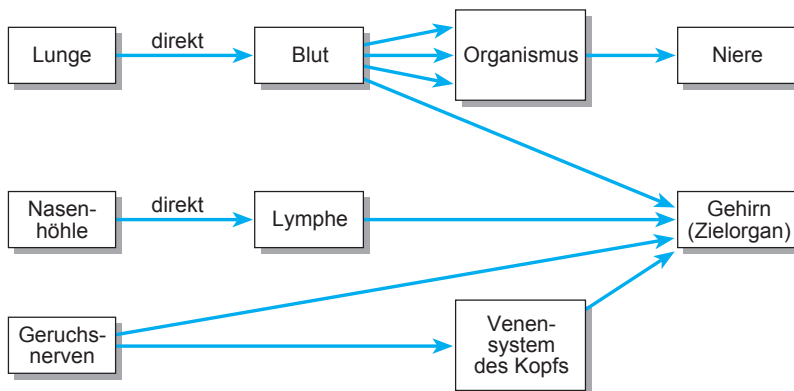 Lunge
direkt
Blut
Organismus
Niere
Nasen-
höhle
direkt
Lymphe
Gehirn
(Zielorgan)
Geruchs-
nerven
Venen-
system
des Kopfs